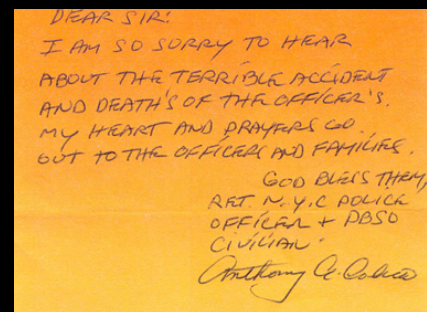 DEAR SIR:
I AM SO SORRY TO HEAR
ABOUT THE TERRIBLE ACCIDENT
AND DEATH'S OF THE OFFICER'S.
MY HEART AND PRAYERS GO
OUT TO THE OFFICERS AND FAMILIES.
GOD BLESS THEM,
RET. N.Y.C POLICE
OFFICER + PBSO
CIVILIAN.
Anthony